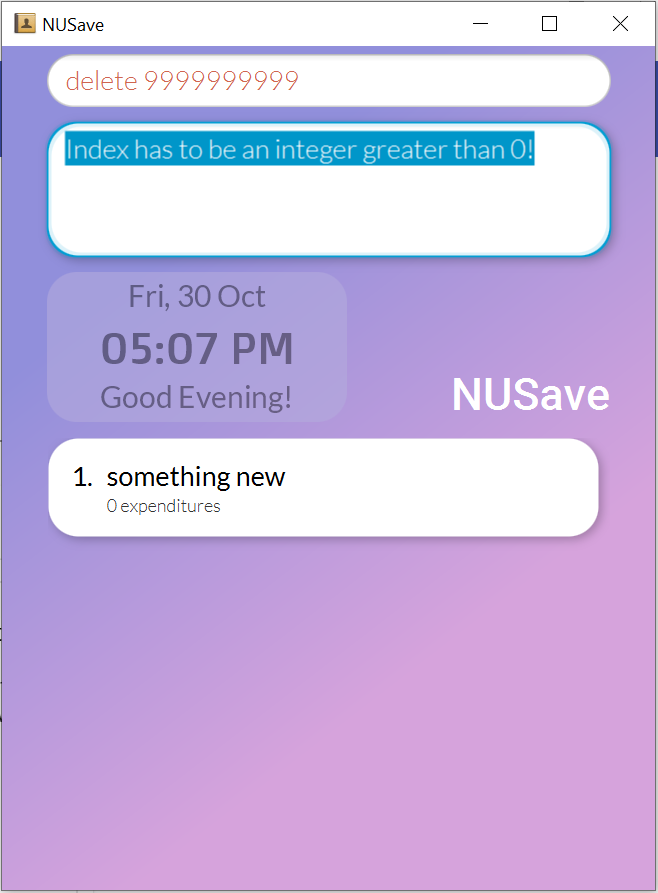 NUSave
delete 9999999999
Index has to be an integer greater than 0!
Fri, 30 Oct
05:07 PM
Good Evening!
NUSave
1. something new
0 expenditures